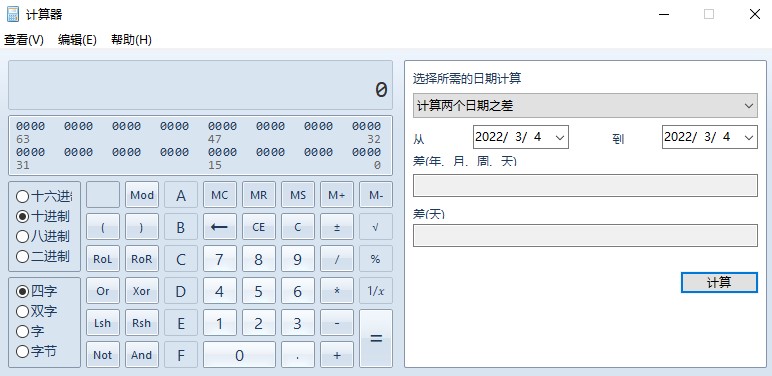 计算器
查看(V) 编辑(E) 帮助(H)
0
0000 0000 0000 0000 0000 0000 0000 0000
63 47 32
0000 0000 0000 0000 0000 0000 0000 0000
31 15 0
十六进制
十进制
八进制
二进制
四字
双字
字
字节
Mod A MC MR MS M+ M-
( ) B ← CE C ± √
RoL RoR C 7 8 9 / %
Or Xor D 4 5 6 * 1/x
Lsh Rsh E 1 2 3 - =
Not And F 0 . +
选择所需的日期计算
计算两个日期之差
从 2022/ 3/ 4 到 2022/ 3/ 4
差(年、月、周、天)
差(天)
计算